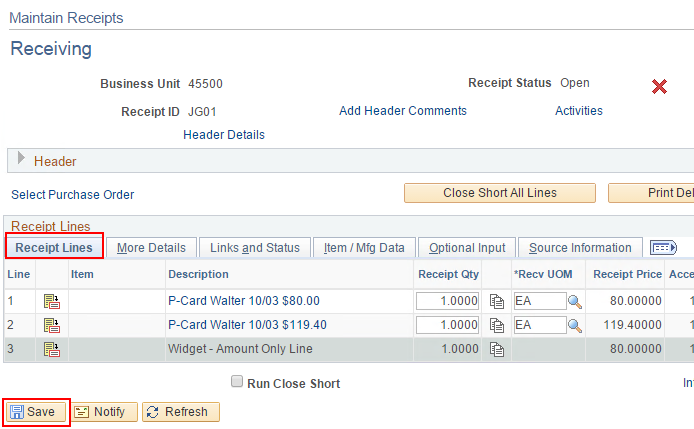 Maintain Receipts
Receiving
Business Unit 45500 Receipt Status Open
Receipt ID JG01 Add Header Comments Activities
Header Details
Header
Select Purchase Order Close Short All Lines Print
Receipt Lines
Receipt Lines More Details Links and Status Item / Mfg Data Optional Input Source Information
Line Item Description Receipt Qty *Recv UOM Receipt Price
1 P-Card Walter 10/03 $80.00 1.0000 EA 80.00000 1
2 P-Card Walter 10/03 $119.40 1.0000 EA 119.40000 1
3 Widget - Amount Only Line 1.0000 80.00000 1
Run Close Short
Save Notify Refresh